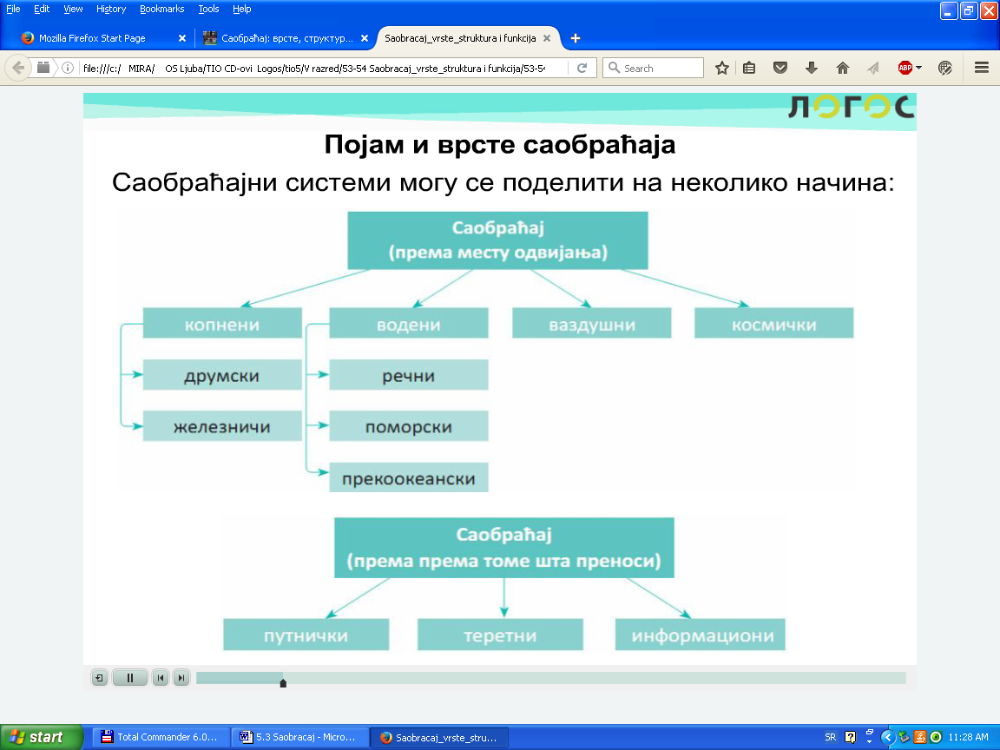 File Edit View History Bookmarks Tools Help
Mozilla Firefox Start Page
Саобраћај: врсте, структур...
Saobracaj_vrste_struktura i funkcija
file:///c:/ MIRA/ OS Ljuba/TIO CD-ovi Logos/tio5/V razred/53-54 Saobracaj_vrste_struktura i funkcija/53-54
Search
ABP
ЛОГОС
Појам и врсте саобраћаја
Саобраћајни системи могу се поделити на неколико начина:
Саобраћај
(према месту одвијања)
копнени
водени
ваздушни
космички
друмски
речни
железничи
поморски
прекоокеански
Саобраћај
(према према томе шта преноси)
путнички
теретни
информациони
start
Total Commander 6.0...
5.3 Saobracaj - Micro...
Saobracaj_vrste_stru...
SR
11:28 AM